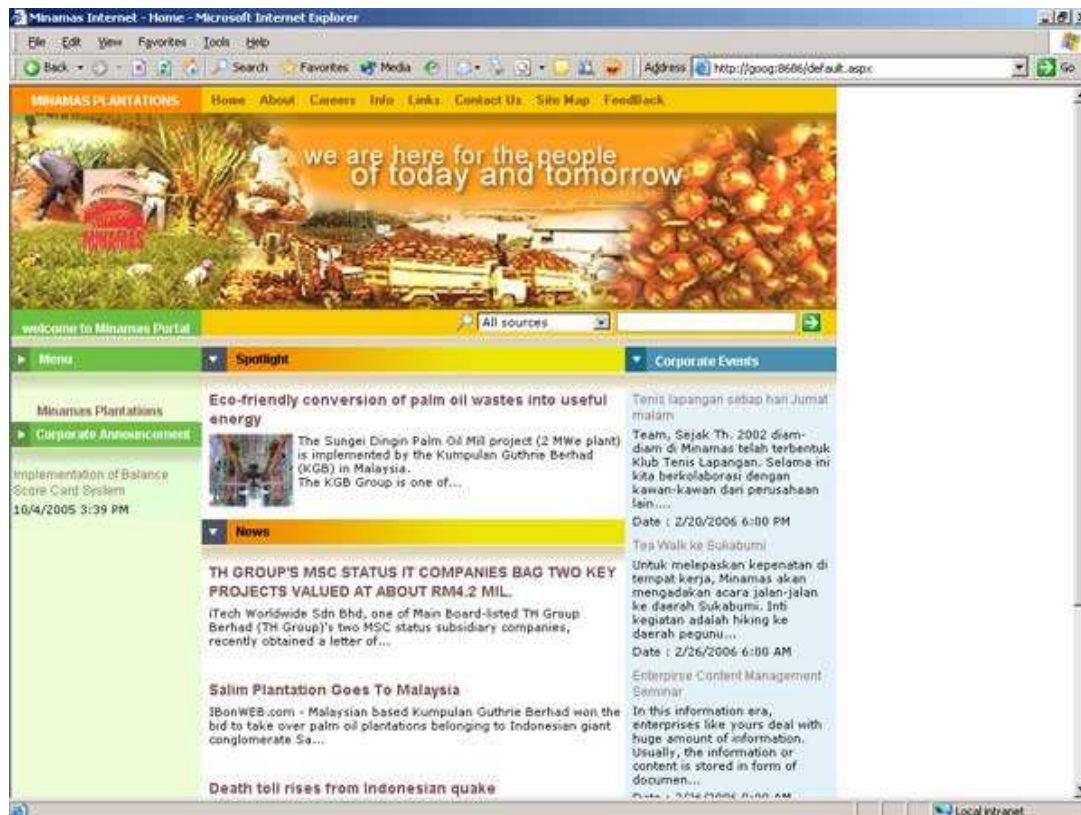 Minamas Internet - Home - Microsoft Internet Explorer
File Edit View Favorites Tools Help
Back Search Favorites Media Address http://goog:8686/default.aspx Go
MINAMAS PLANTATIONS Home About Careers Info Links Contact Us Site Map FeedBack
we are here for the people
of today and tomorrow
MINAMAS
welcome to Minamas Portal All sources
Menu
Minamas Plantations
Corporate Announcement
Implementation of Balance
Score Card System
10/4/2005 3:39 PM
Spotlight
Eco-friendly conversion of palm oil wastes into useful
energy
The Sungei Dingin Palm Oil Mill project (2 MWe plant)
is implemented by the Kumpulan Guthrie Berhad
(KGB) in Malaysia.
The KGB Group is one of...
News
TH GROUP'S MSC STATUS IT COMPANIES BAG TWO KEY
PROJECTS VALUED AT ABOUT RM4.2 MIL.
iTech Worldwide Sdn Bhd, one of Main Board-listed TH Group
Berhad (TH Group)'s two MSC status subsidiary companies,
recently obtained a letter of...
Salim Plantation Goes To Malaysia
IBonWEB.com - Malaysian based Kumpulan Guthrie Berhad won the
bid to take over palm oil plantations belonging to Indonesian giant
conglomerate Sa...
Death toll rises from Indonesian quake
Corporate Events
Tenis lapangan setiap hari Jumat
malam
Team, Sejak Th. 2002 diam-
diam di Minamas telah terbentuk
Klub Tenis Lapangan. Selama ini
kita berkolaborasi dengan
kawan-kawan dari perusahaan
lain....
Date : 2/20/2006 6:00 PM
Tea Walk ke Sukabumi
Untuk melepaskan kepenatan di
tempat kerja, Minamas akan
mengadakan acara jalan-jalan
ke daerah Sukabumi. Inti
kegiatan adalah hiking ke
daerah pegunu...
Date : 2/26/2006 6:00 AM
Enterpirse Content Management
Seminar
In this information era,
enterprises like yours deal with
huge amount of information.
Usually, the information or
content is stored in form of
documen...
Local intranet